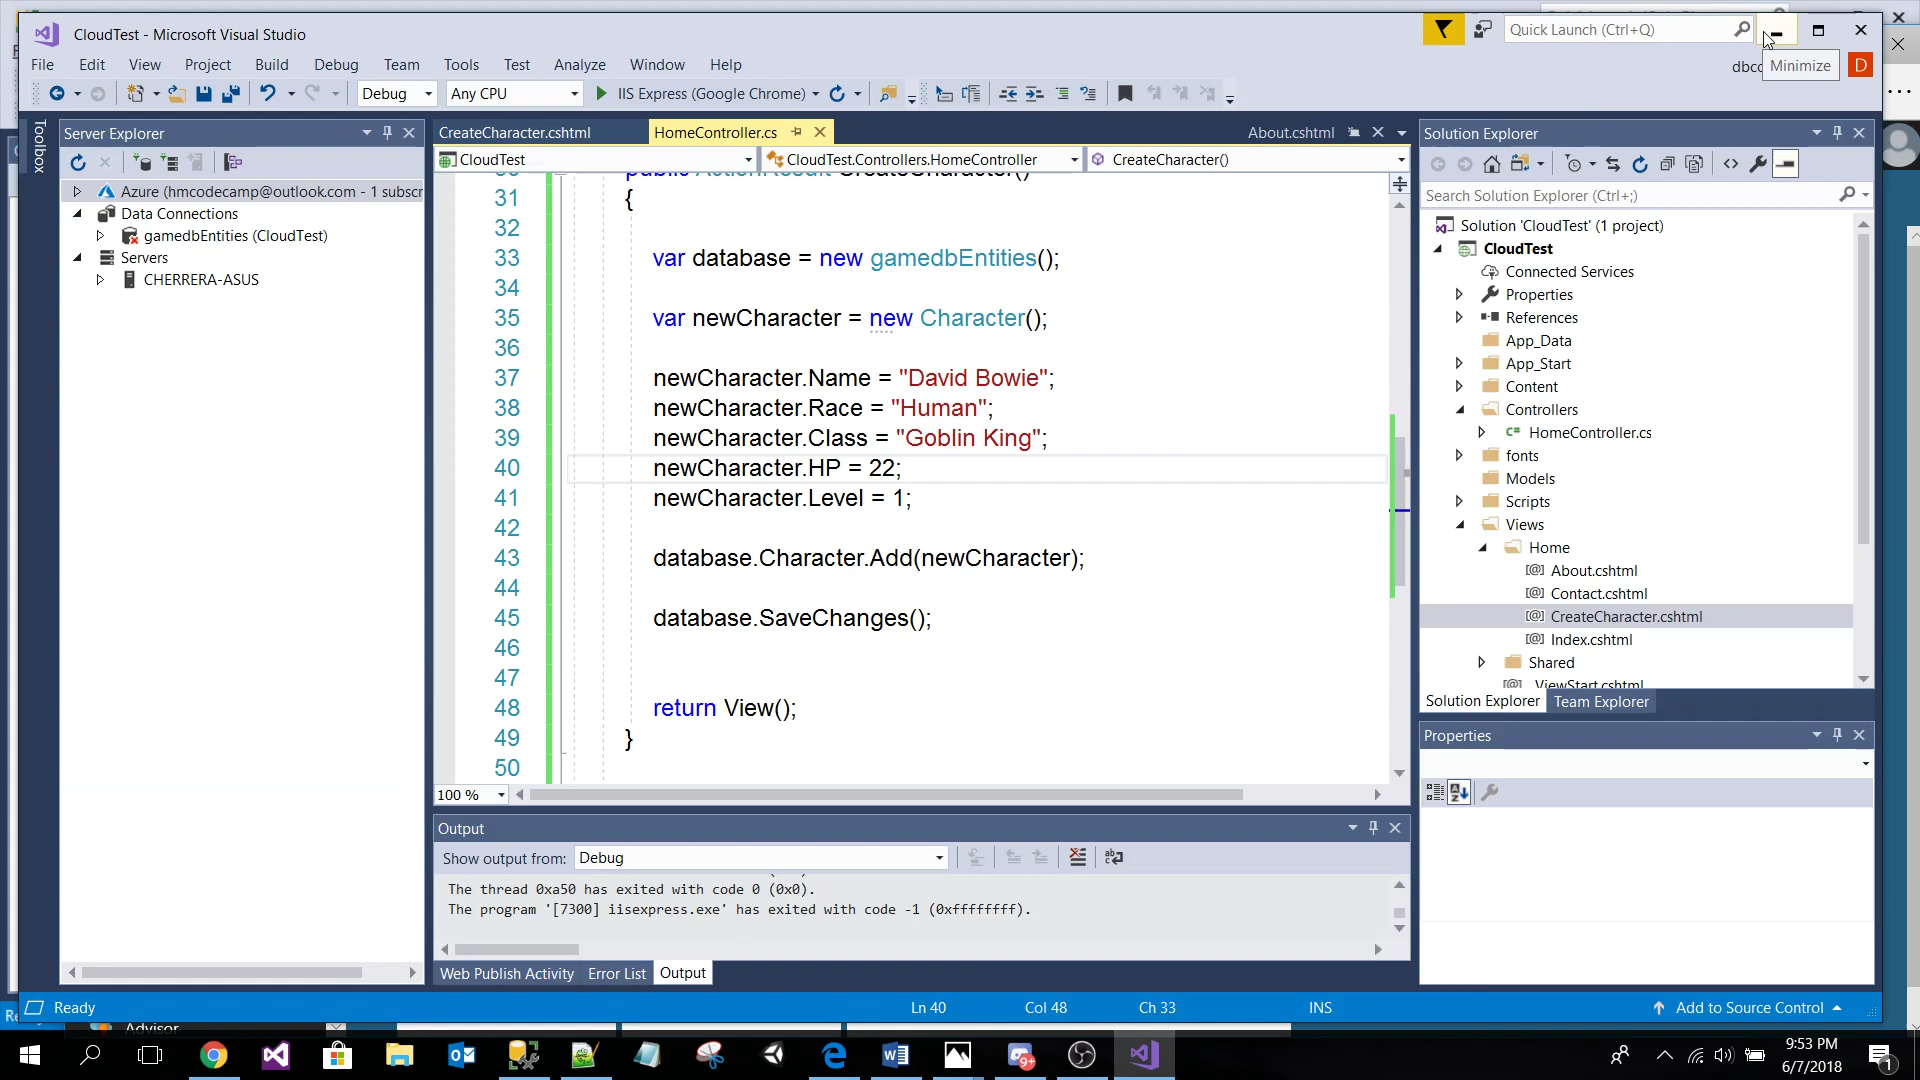 CloudTest - Microsoft Visual Studio
Quick Launch (Ctrl+Q)
File Edit View Project Build Debug Team Tools Test Analyze Window Help
Minimize
D
Debug
Any CPU
IIS Express (Google Chrome)
Toolbox
Server Explorer
Azure (hmcodecamp@outlook.com - 1 subscr
Data Connections
gamedbEntities (CloudTest)
Servers
CHERRERA-ASUS
CreateCharacter.cshtml
HomeController.cs
About.cshtml
CloudTest
CloudTest.Controllers.HomeController
CreateCharacter()
public ActionResult CreateCharacter()
31 {
32
33 var database = new gamedbEntities();
34
35 var newCharacter = new Character();
36
37 newCharacter.Name = "David Bowie";
38 newCharacter.Race = "Human";
39 newCharacter.Class = "Goblin King";
40 newCharacter.HP = 22;
41 newCharacter.Level = 1;
42
43 database.Character.Add(newCharacter);
44
45 database.SaveChanges();
46
47
48 return View();
49 }
50
100 %
Output
Show output from: Debug
The thread 0xa50 has exited with code 0 (0x0).
The program '[7300] iisexpress.exe' has exited with code -1 (0xffffffff).
Web Publish Activity
Error List
Output
Solution Explorer
Search Solution Explorer (Ctrl+;)
Solution 'CloudTest' (1 project)
CloudTest
Connected Services
Properties
References
App_Data
App_Start
Content
Controllers
C# HomeController.cs
fonts
Models
Scripts
Views
Home
[@] About.cshtml
[@] Contact.cshtml
[@] CreateCharacter.cshtml
[@] Index.cshtml
Shared
[@] _ViewStart.cshtml
Solution Explorer
Team Explorer
Properties
Ready
Ln 40
Col 48
Ch 33
INS
Add to Source Control
Advisor
9+
9:53 PM
6/7/2018
1